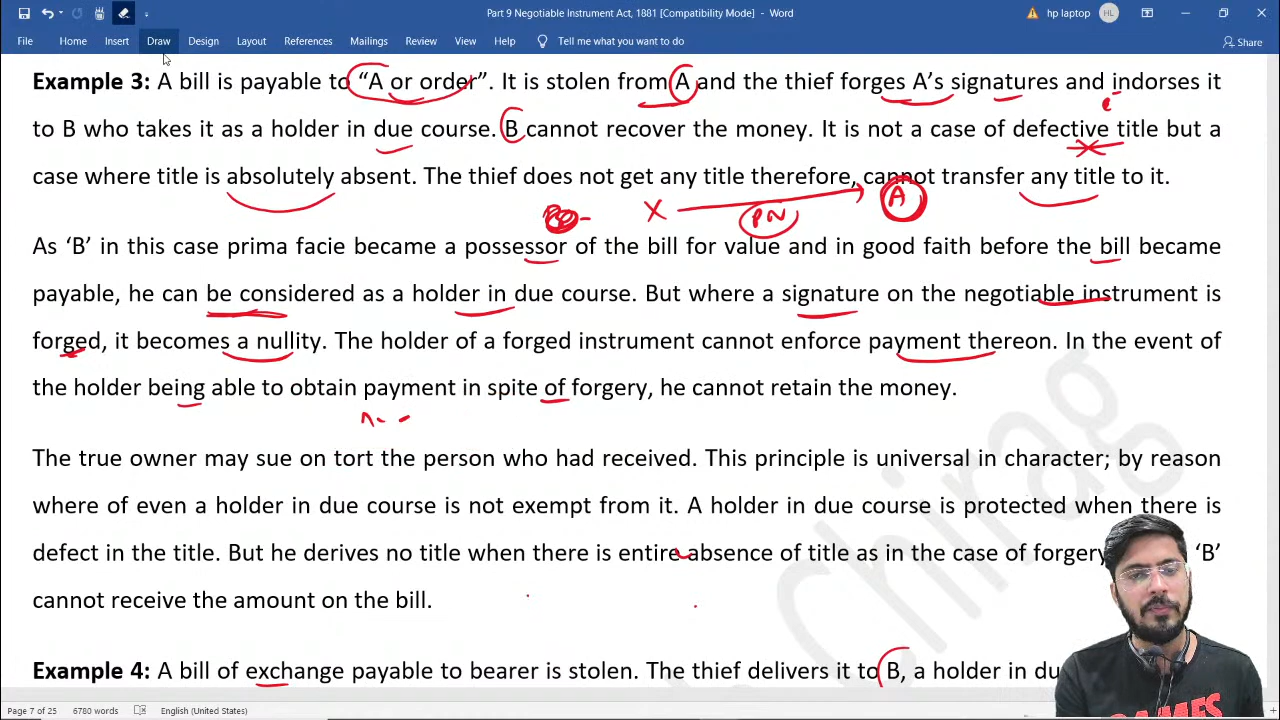 Part 9 Negotiable Instrument Act, 1881 [Compatibility Mode] - Word
hp laptop
HL
File Home Insert Draw Design Layout References Mailings Review View Help Tell me what you want to do
Share
Example 3: A bill is payable to “A or order”. It is stolen from A and the thief forges A’s signatures and indorses it
to B who takes it as a holder in due course. B cannot recover the money. It is not a case of defective title but a
case where title is absolutely absent. The thief does not get any title therefore, cannot transfer any title to it.
X PN A
As ‘B’ in this case prima facie became a possessor of the bill for value and in good faith before the bill became
payable, he can be considered as a holder in due course. But where a signature on the negotiable instrument is
forged, it becomes a nullity. The holder of a forged instrument cannot enforce payment thereon. In the event of
the holder being able to obtain payment in spite of forgery, he cannot retain the money.
The true owner may sue on tort the person who had received. This principle is universal in character; by reason
where of even a holder in due course is not exempt from it. A holder in due course is protected when there is
defect in the title. But he derives no title when there is entire absence of title as in the case of forgery ‘B’
cannot receive the amount on the bill.
Chirag
Example 4: A bill of exchange payable to bearer is stolen. The thief delivers it to B, a holder in du
GAMES
Page 7 of 25 6780 words English (United States)